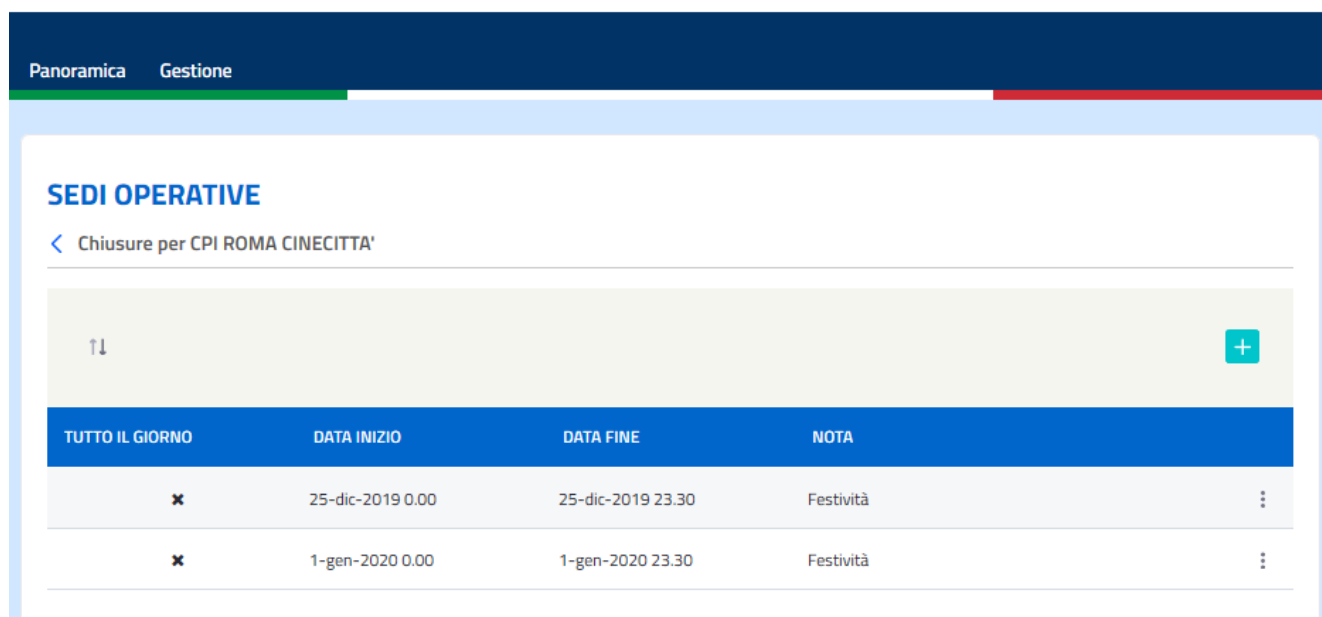 Panoramica Gestione
SEDI OPERATIVE
Chiusure per CPI ROMA CINECITTA'
TUTTO IL GIORNO DATA INIZIO DATA FINE NOTA
25-dic-2019 0.00 25-dic-2019 23.30 Festività
1-gen-2020 0.00 1-gen-2020 23.30 Festività